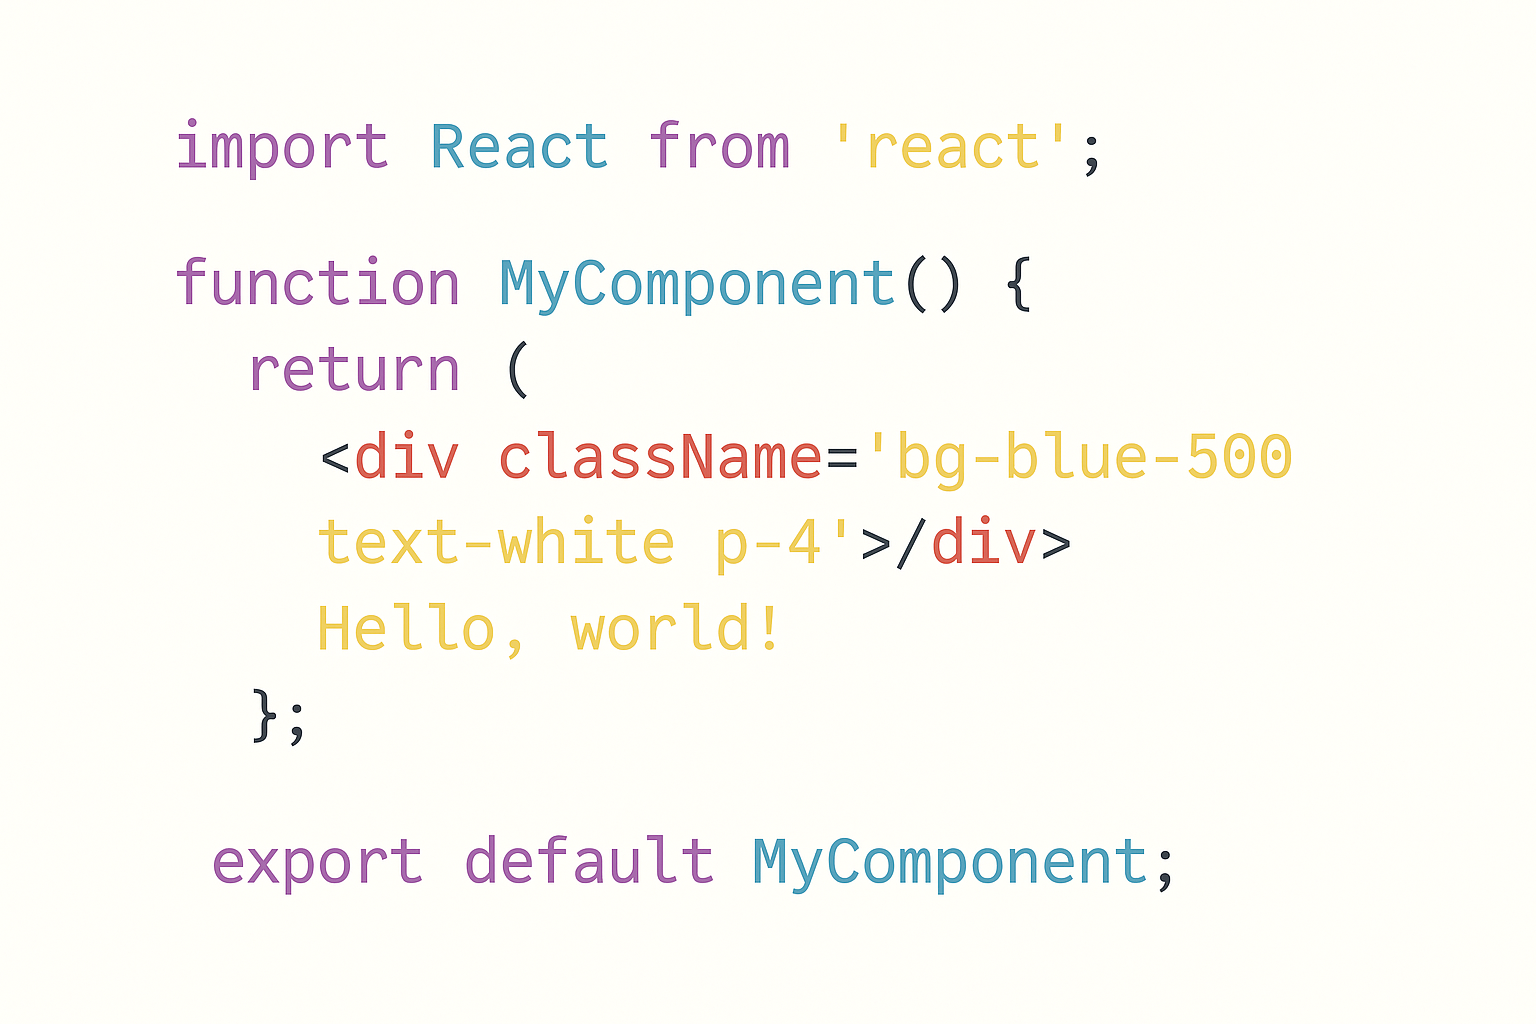 import React from 'react';
function MyComponent() {
return (
<div className='bg-blue-500
text-white p-4'>/div>
Hello, world!
};
export default MyComponent;